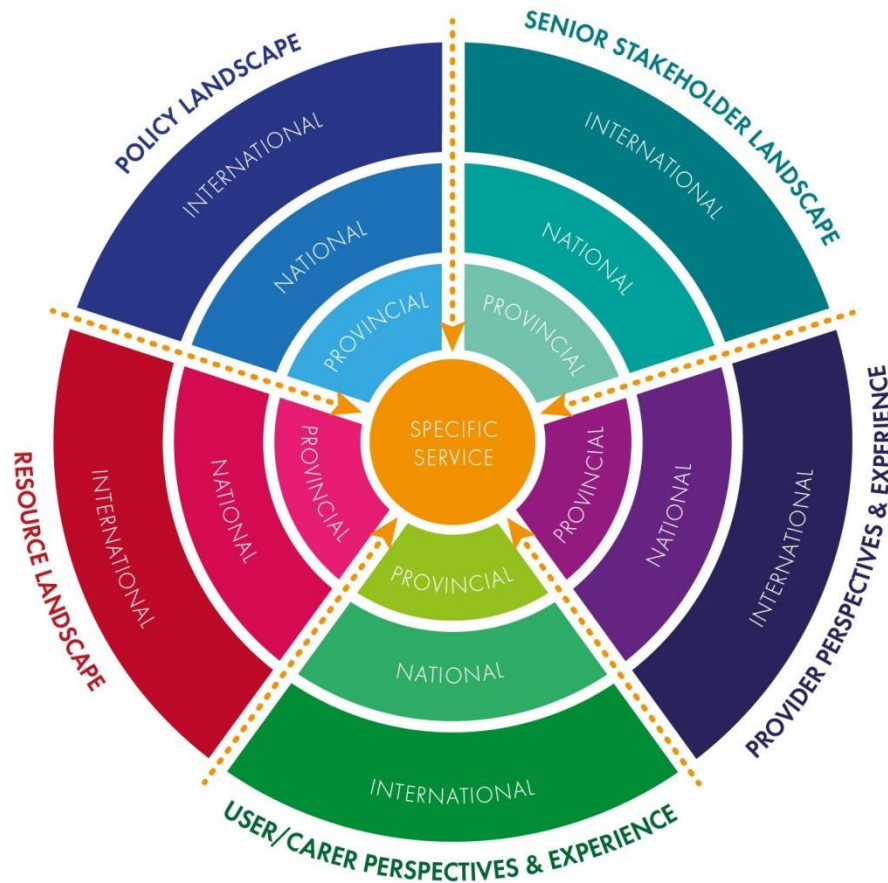 POLICY LANDSCAPE
INTERNATIONAL
NATIONAL
PROVINCIAL
SENIOR STAKEHOLDER LANDSCAPE
INTERNATIONAL
NATIONAL
PROVINCIAL
SPECIFIC
SERVICE
PROVINCIAL
NATIONAL
INTERNATIONAL
PROVIDER PERSPECTIVES & EXPERIENCE
RESOURCE LANDSCAPE
INTERNATIONAL
NATIONAL
PROVINCIAL
PROVINCIAL
NATIONAL
INTERNATIONAL
USER/CARER PERSPECTIVES & EXPERIENCE